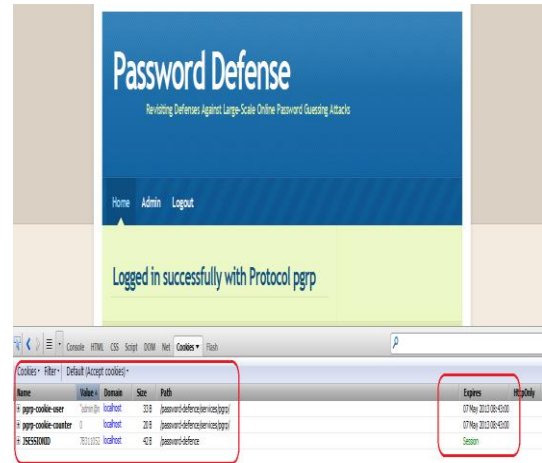 Password Defense
Revisiting Defenses Against Large-Scale Online Password Guessing Attacks
Home Admin Logout
Logged in successfully with Protocol pgrp
Console HTML CSS Script DOM Net Cookies Flash
Cookies Filter Default (Accept cookies)
Name Value Domain Size Path Expires HttpOnly
pgrp-cookie-user localhost 33 B /password-defence/services/pgrp/ 07 May 2013 08:43:00
pgrp-cookie-counter 0 localhost 20 B /password-defence/services/pgrp/ 07 May 2013 08:43:00
JSESSIONID localhost 42 B /password-defence Session